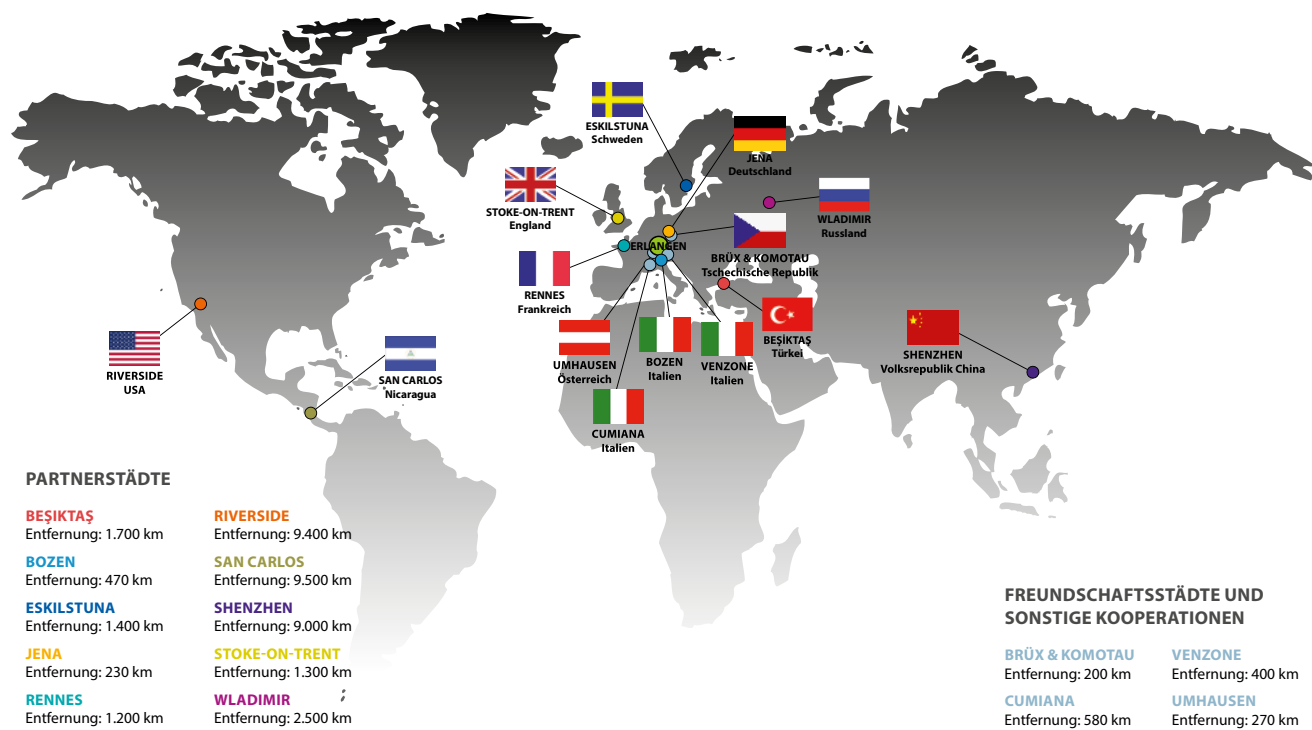 ESKILSTUNA
Schweden
JENA
Deutschland
STOKE-ON-TRENT
England
WLADIMIR
Russland
ERLANGEN
BRÜX & KOMOTAU
Tschechische Republik
RENNES
Frankreich
BEŞIKTAŞ
Türkei
SHENZHEN
Volksrepublik China
UMHAUSEN
Österreich
BOZEN
Italien
VENZONE
Italien
RIVERSIDE
USA
SAN CARLOS
Nicaragua
CUMIANA
Italien
PARTNERSTÄDTE
BEŞIKTAŞ
Entfernung: 1.700 km
BOZEN
Entfernung: 470 km
ESKILSTUNA
Entfernung: 1.400 km
JENA
Entfernung: 230 km
RENNES
Entfernung: 1.200 km
RIVERSIDE
Entfernung: 9.400 km
SAN CARLOS
Entfernung: 9.500 km
SHENZHEN
Entfernung: 9.000 km
STOKE-ON-TRENT
Entfernung: 1.300 km
WLADIMIR
Entfernung: 2.500 km
FREUNDSCHAFTSSTÄDTE UND
SONSTIGE KOOPERATIONEN
BRÜX & KOMOTAU
Entfernung: 200 km
CUMIANA
Entfernung: 580 km
VENZONE
Entfernung: 400 km
UMHAUSEN
Entfernung: 270 km